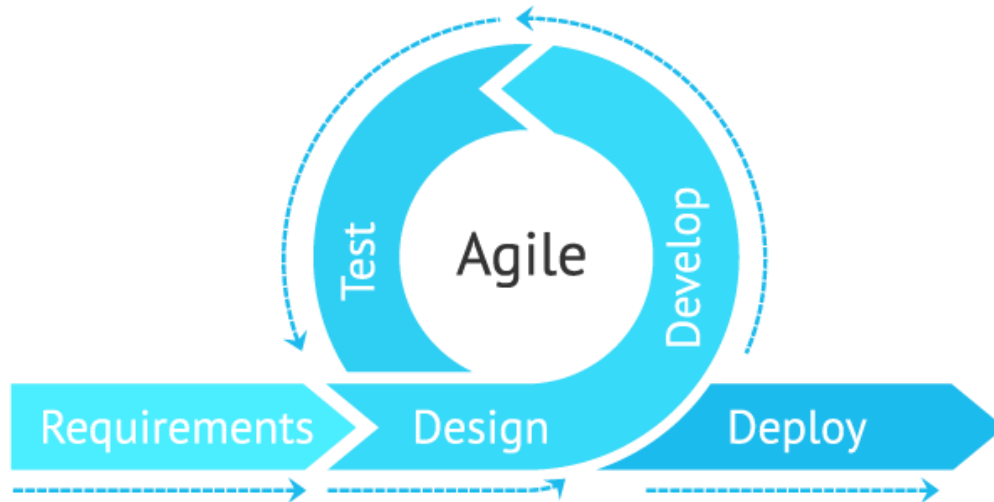 Agile
Test
Develop
Requirements
Design
Deploy